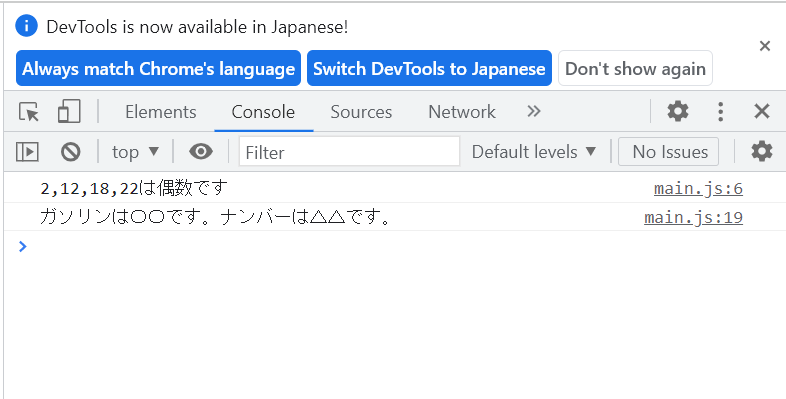 DevTools is now available in Japanese!
Always match Chrome's language Switch DevTools to Japanese Don't show again
Elements Console Sources Network
top Filter Default levels No Issues
2,12,18,22は偶数です main.js:6
ガソリンは〇〇です。ナンバーは△△です。 main.js:19